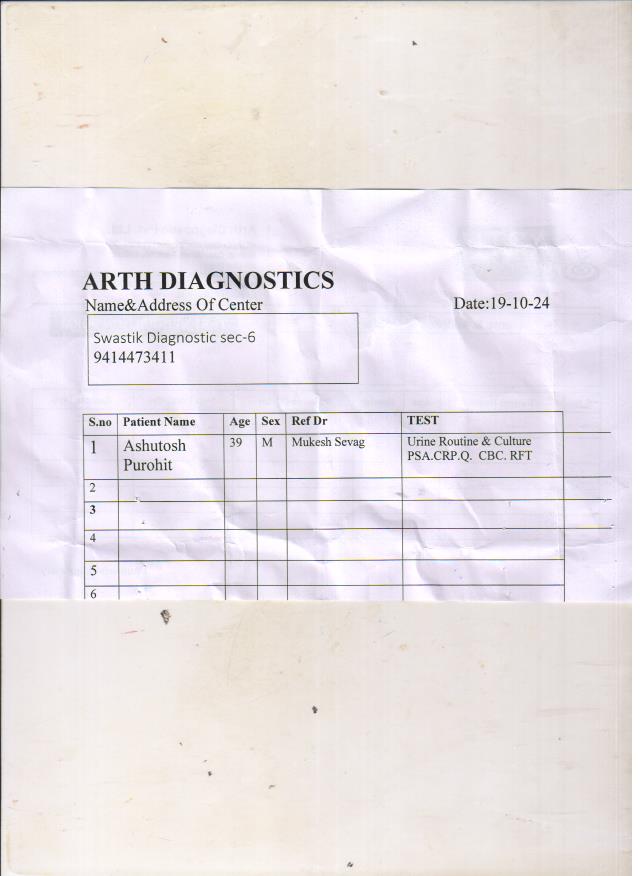 ARTH DIAGNOSTICS
Name&Address Of Center
Date:19-10-24
Swastik Diagnostic sec-6
9414473411
S.no Patient Name Age Sex Ref Dr TEST
1 Ashutosh Purohit 39 M Mukesh Sevag Urine Routine & Culture
PSA.CRP.Q. CBC. RFT
2
3
4
5
6